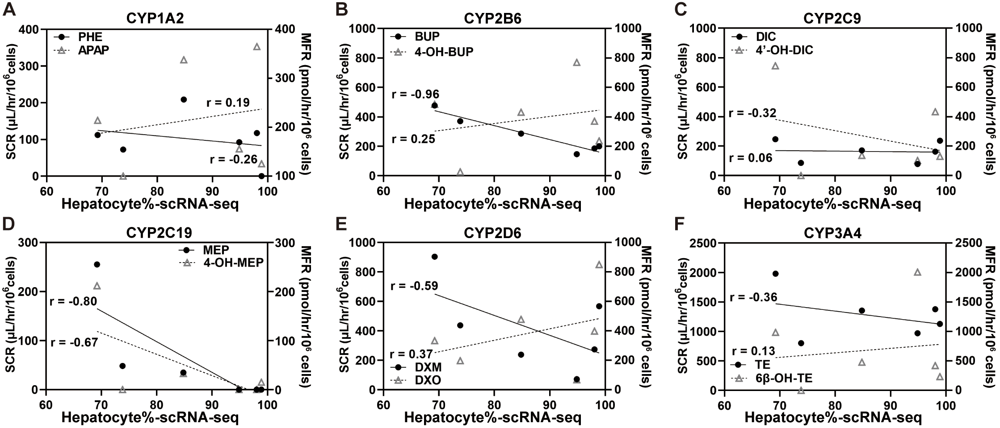 A
CYP1A2
PHE
APAP
r = 0.19
r = -0.26
400
300
200
100
0
400
300
200
100
60 70 80 90 100
SCR (µL/hr/10⁶cells)
MFR (pmol/hr/10⁶ cells)
Hepatocyte%-scRNA-seq
B
CYP2B6
BUP
4-OH-BUP
r = -0.96
r = 0.25
1000
800
600
400
200
0
1000
800
600
400
200
0
60 70 80 90 100
SCR (µL/hr/10⁶cells)
MFR (pmol/hr/10⁶ cells)
Hepatocyte%-scRNA-seq
C
CYP2C9
DIC
4’-OH-DIC
r = -0.32
r = 0.06
1000
800
600
400
200
0
1000
800
600
400
200
0
60 70 80 90 100
SCR (µL/hr/10⁶cells)
MFR (pmol/hr/10⁶ cells)
Hepatocyte%-scRNA-seq
D
CYP2C19
MEP
4-OH-MEP
r = -0.80
r = -0.67
300
200
100
0
300
200
100
0
60 70 80 90 100
SCR (µL/hr/10⁶cells)
MFR (pmol/hr/10⁶ cells)
Hepatocyte%-scRNA-seq
E
CYP2D6
r = -0.59
r = 0.37
DXM
DXO
1000
800
600
400
200
0
1000
800
600
400
200
0
60 70 80 90 100
SCR (µL/hr/10⁶cells)
MFR (pmol/hr/10⁶ cells)
Hepatocyte%-scRNA-seq
F
CYP3A4
r = -0.36
r = 0.13
TE
6β-OH-TE
2500
2000
1500
1000
500
0
2500
2000
1500
1000
500
0
60 70 80 90 100
SCR (µL/hr/10⁶cells)
MFR (pmol/hr/10⁶ cells)
Hepatocyte%-scRNA-seq